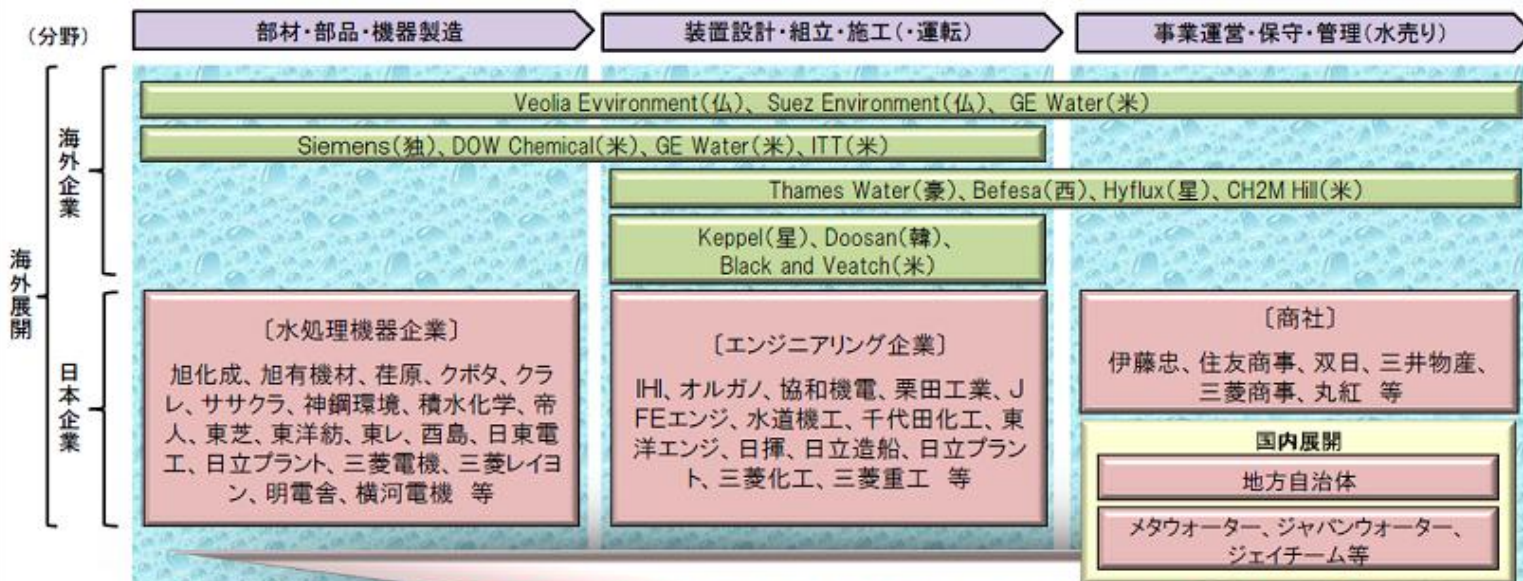 (分野)
部材・部品・機器製造
装置設計・組立・施工(・運転)
事業運営・保守・管理(水売り)
海外展開
海外企業
Veolia Evvironment(仏)、Suez Environment(仏)、GE Water(米)
Siemens(独)、DOW Chemical(米)、GE Water(米)、ITT(米)
Thames Water(豪)、Befesa(西)、Hyflux(星)、CH2M Hill(米)
Keppel(星)、Doosan(韓)、
Black and Veatch(米)
日本企業
〔水処理機器企業〕
旭化成、旭有機材、荏原、クボタ、クラ
レ、ササクラ、神鋼環境、積水化学、帝
人、東芝、東洋紡、東レ、酉島、日東電
工、日立プラント、三菱電機、三菱レイヨ
ン、明電舎、横河電機 等
〔エンジニアリング企業〕
IHI、オルガノ、協和機電、栗田工業、J
FEエンジ、水道機工、千代田化工、東
洋エンジ、日揮、日立造船、日立プラン
ト、三菱化工、三菱重工 等
〔商社〕
伊藤忠、住友商事、双日、三井物産、
三菱商事、丸紅 等
国内展開
地方自治体
メタウォーター、ジャパンウォーター、
ジェイチーム等